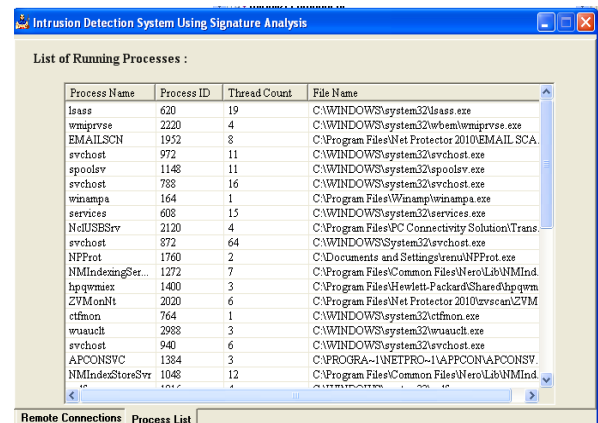 Intrusion Detection System Using Signature Analysis
List of Running Processes :
Process Name Process ID Thread Count File Name
lsass 620 19 C:\WINDOWS\system32\lsass.exe
wmiprvse 2220 4 C:\WINDOWS\system32\wbem\wmiprvse.exe
EMAILSCN 1952 8 C:\Program Files\Net Protector 2010\EMAIL SCA.
svchost 972 11 C:\WINDOWS\system32\svchost.exe
spoolsv 1148 11 C:\WINDOWS\system32\spoolsv.exe
svchost 788 16 C:\WINDOWS\system32\svchost.exe
winampa 164 1 C:\Program Files\Winamp\winampa.exe
services 608 15 C:\WINDOWS\system32\services.exe
NclUSBSrv 2120 4 C:\Program Files\PC Connectivity Solution\Trans.
svchost 872 64 C:\WINDOWS\System32\svchost.exe
NPProt 1760 2 C:\Documents and Settings\renu\NPProt.exe
NMIndexingSer... 1272 7 C:\Program Files\Common Files\Nero\Lib\NMInd.
hpqwmiex 1400 3 C:\Program Files\Hewlett-Packard\Shared\hpqwm
ZVMonNt 2020 6 C:\Program Files\Net Protector 2010\zvscan\ZVM
ctfmon 764 1 C:\WINDOWS\system32\ctfmon.exe
wuauclt 2988 3 C:\WINDOWS\system32\wuauclt.exe
svchost 940 6 C:\WINDOWS\system32\svchost.exe
APCONSVC 1384 3 C:\PROGRA~1\NETPRO~1\APPCON\APCONSV.
NMIndexStoreSvr 1048 12 C:\Program Files\Common Files\Nero\Lib\NMInd.
Remote Connections Process List